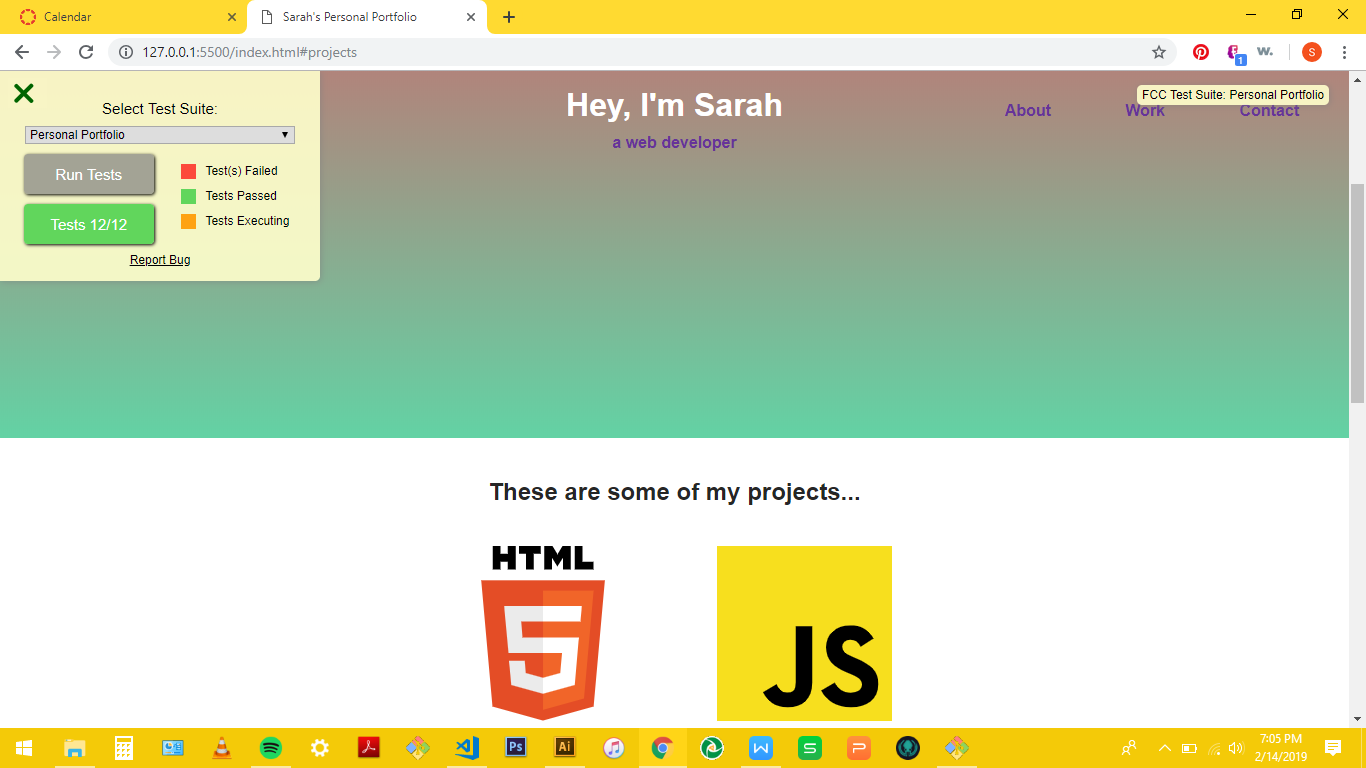 Calendar
Sarah's Personal Portfolio
127.0.0.1:5500/index.html#projects
1
W.
S
Select Test Suite:
Personal Portfolio
Run Tests
Test(s) Failed
Tests Passed
Tests 12/12
Tests Executing
Report Bug
Hey, I'm Sarah
a web developer
FCC Test Suite: Personal Portfolio
About Work Contact
These are some of my projects...
HTML
5
JS
Ps
Ai
W
S
P
7:05 PM
2/14/2019